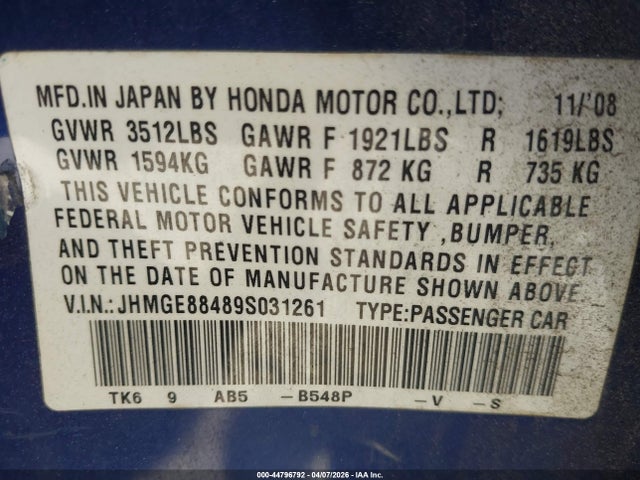 MFD.IN JAPAN BY HONDA MOTOR CO.,LTD; 11/'08
GVWR 3512LBS GAWR F 1921LBS R 1619LBS
GVWR 1594KG GAWR F 872 KG R 735 KG
THIS VEHICLE CONFORMS TO ALL APPLICABLE
FEDERAL MOTOR VEHICLE SAFETY ,BUMPER,
AND THEFT PREVENTION STANDARDS IN EFFECT
ON THE DATE OF MANUFACTURE SHOWN ABOVE.
V.I.N.: JHMGE88489S031261 TYPE:PASSENGER CAR
TK6 9 AB5 –B548P –V –S
000-44796792 - 04/07/2026 - IAA Inc.